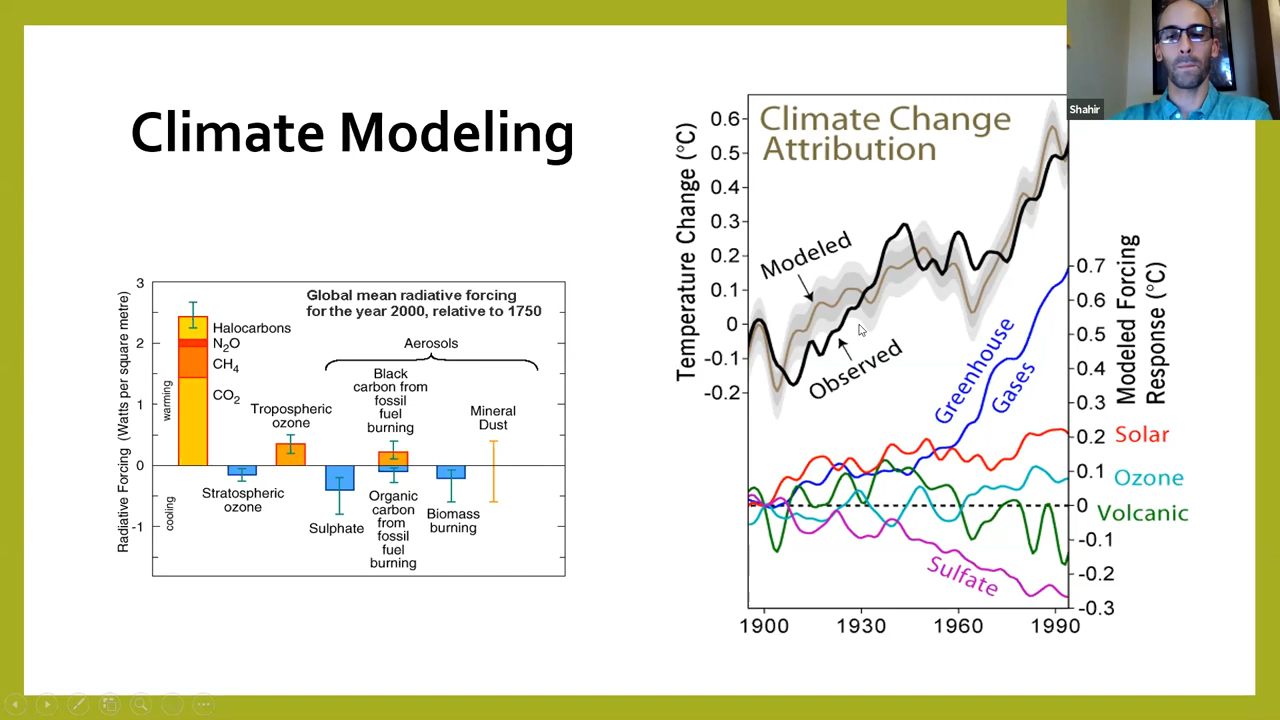 Climate Modeling
Shahir
3
2
1
0
-1
Radiative Forcing (Watts per square metre)
warming
cooling
Global mean radiative forcing
for the year 2000, relative to 1750
Halocarbons
N2O
CH4
CO2
Aerosols
Tropospheric
ozone
Black
carbon from
fossil
fuel
burning
Mineral
Dust
Stratospheric
ozone
Sulphate
Organic
carbon
from
fossil
fuel
burning
Biomass
burning
Climate Change
Attribution
Temperature Change (°C)
0.6
0.5
0.4
0.3
0.2
0.1
0
-0.1
-0.2
Modeled
Observed
Greenhouse
Gases
Sulfate
Solar
Ozone
Volcanic
0.7
0.6
0.5
0.4
0.3
0.2
0.1
0
-0.1
-0.2
-0.3
Modeled Forcing
Response (°C)
1900
1930
1960
1990